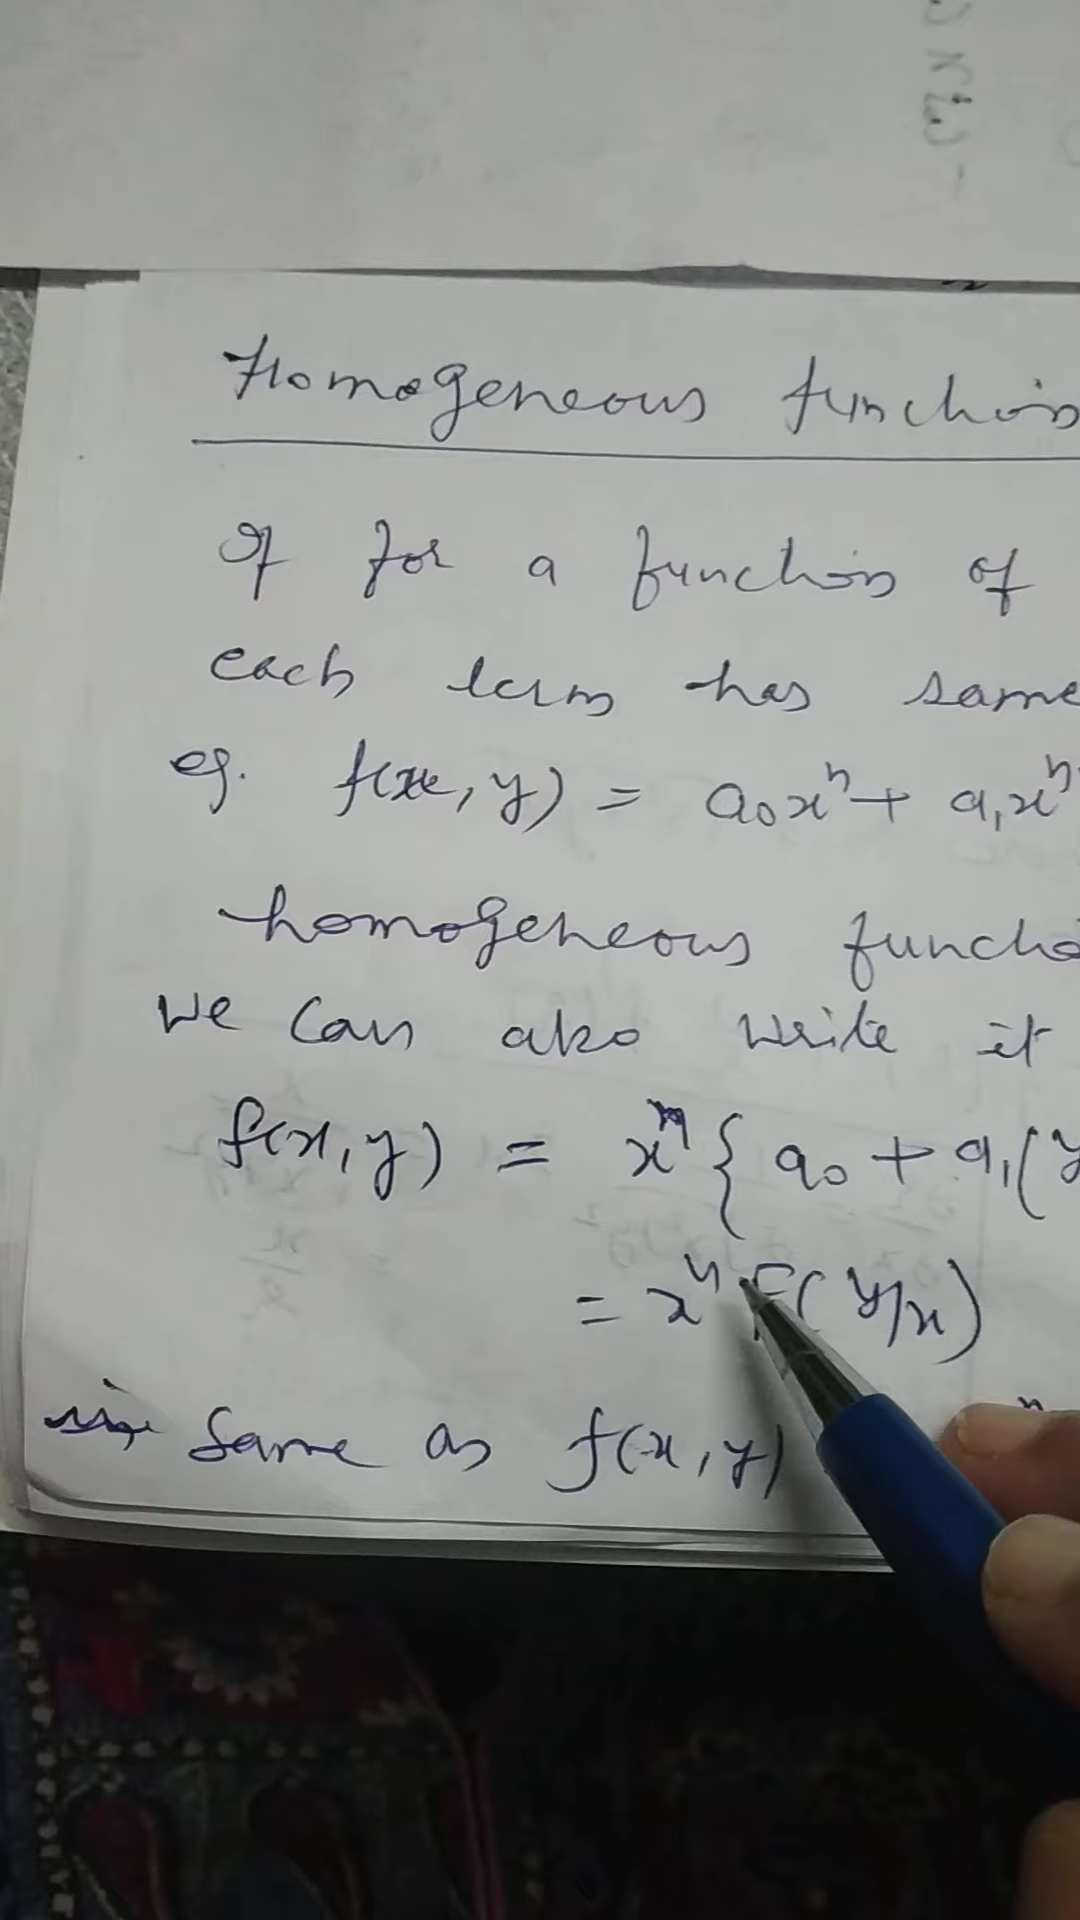 Homogeneous function
If for a function of
each term has same
eg. f(x, y) = a₀xⁿ + a₁xⁿ⁻
homogeneous functio
We can also write it
f(x, y) = xⁿ { a₀ + a₁(y
= xⁿ F(y/x)
Same as f(x, y)